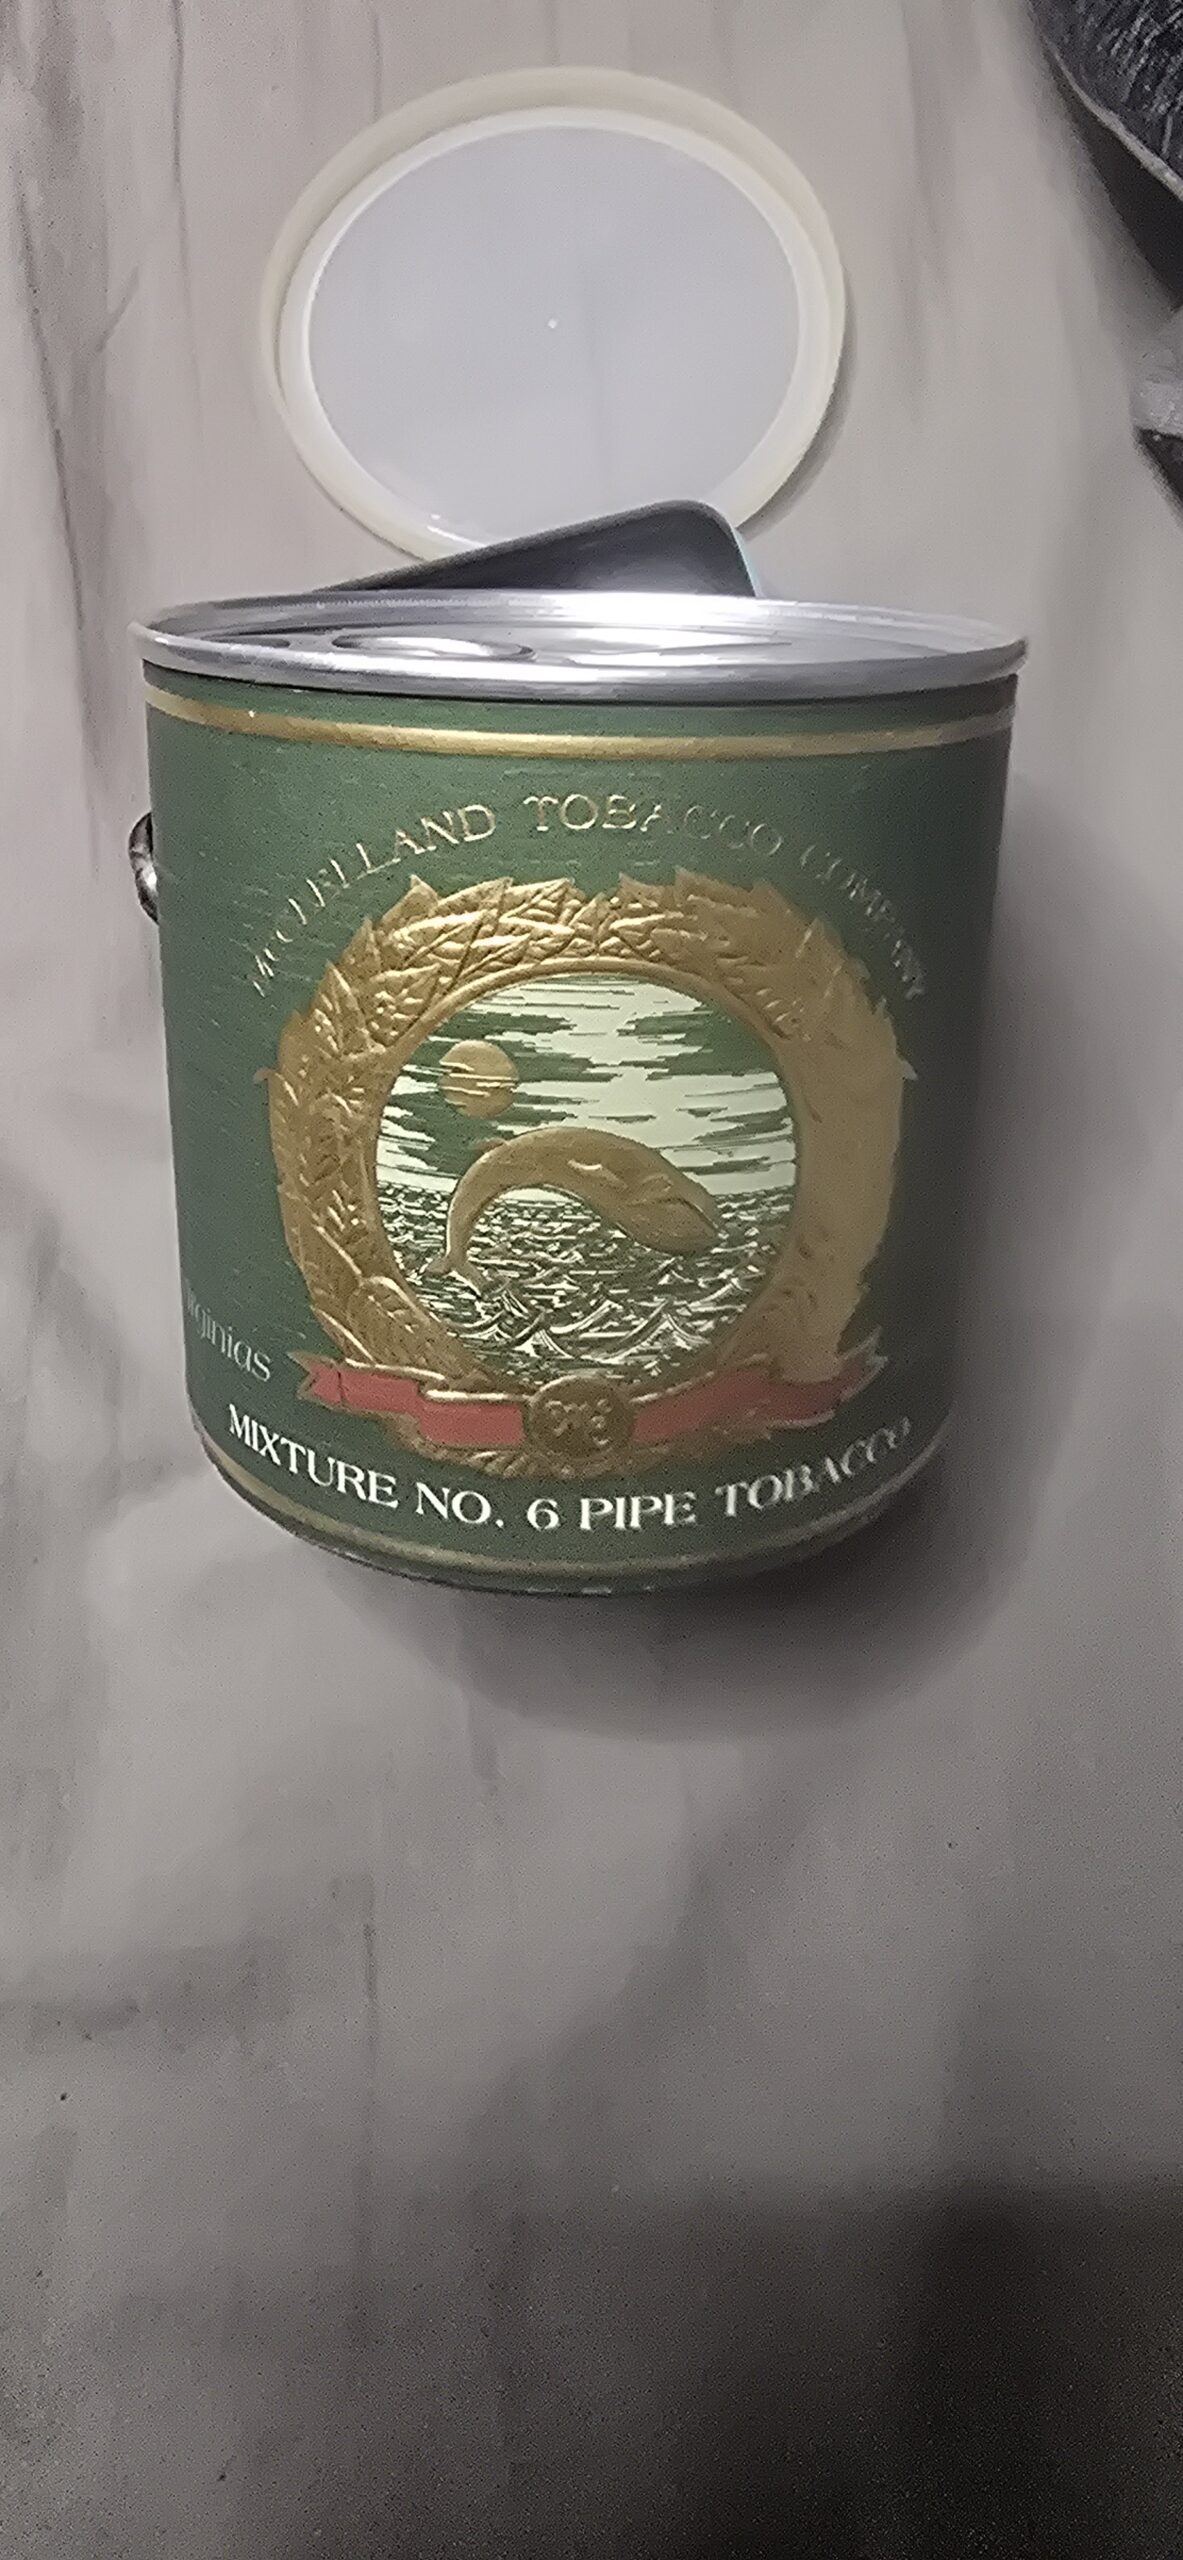 McCLELLAND TOBACCO COMPANY
Virginias
MIXTURE NO. 6 PIPE TOBACCO